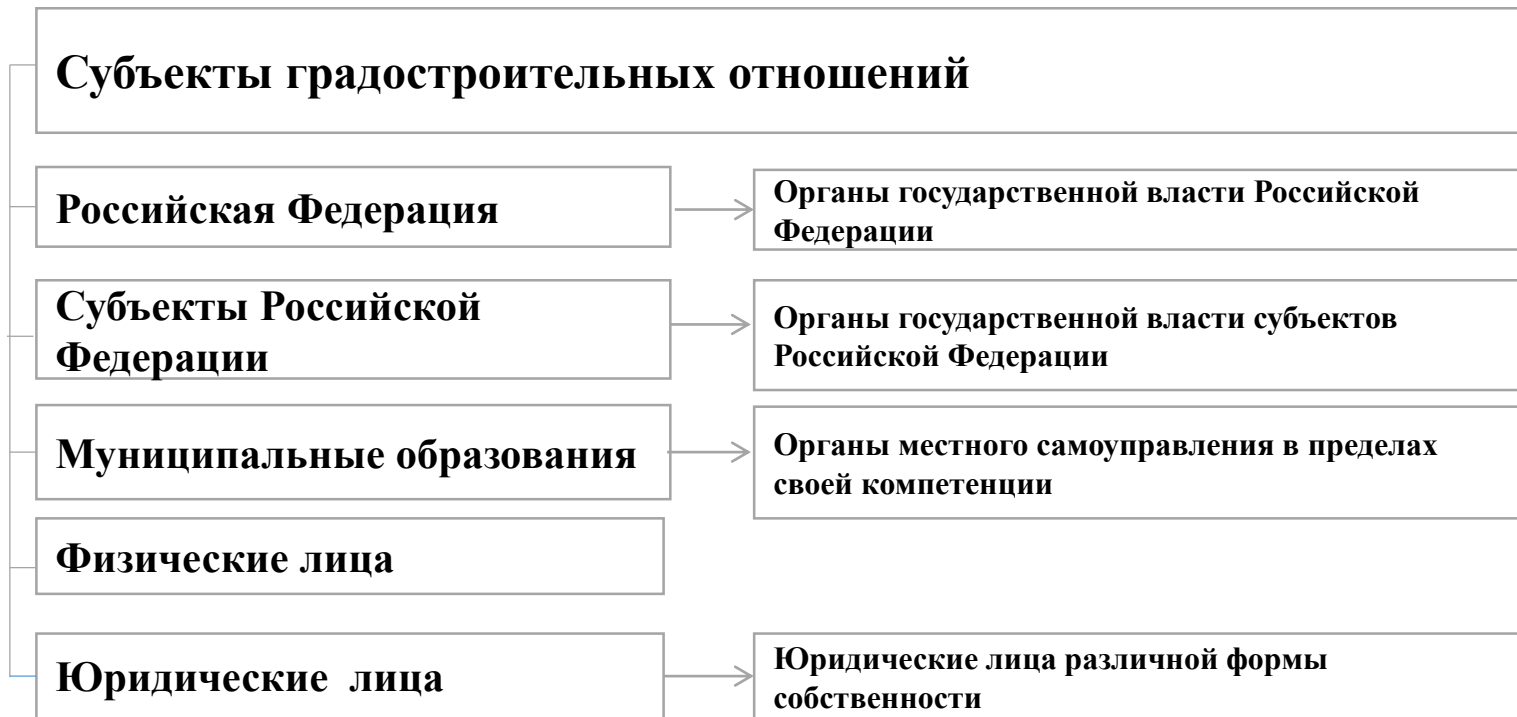 Субъекты градостроительных отношений
Российская Федерация
Органы государственной власти Российской
Федерации
Субъекты Российской
Федерации
Органы государственной власти субъектов
Российской Федерации
Муниципальные образования
Органы местного самоуправления в пределах
своей компетенции
Физические лица
Юридические лица
Юридические лица различной формы
собственности